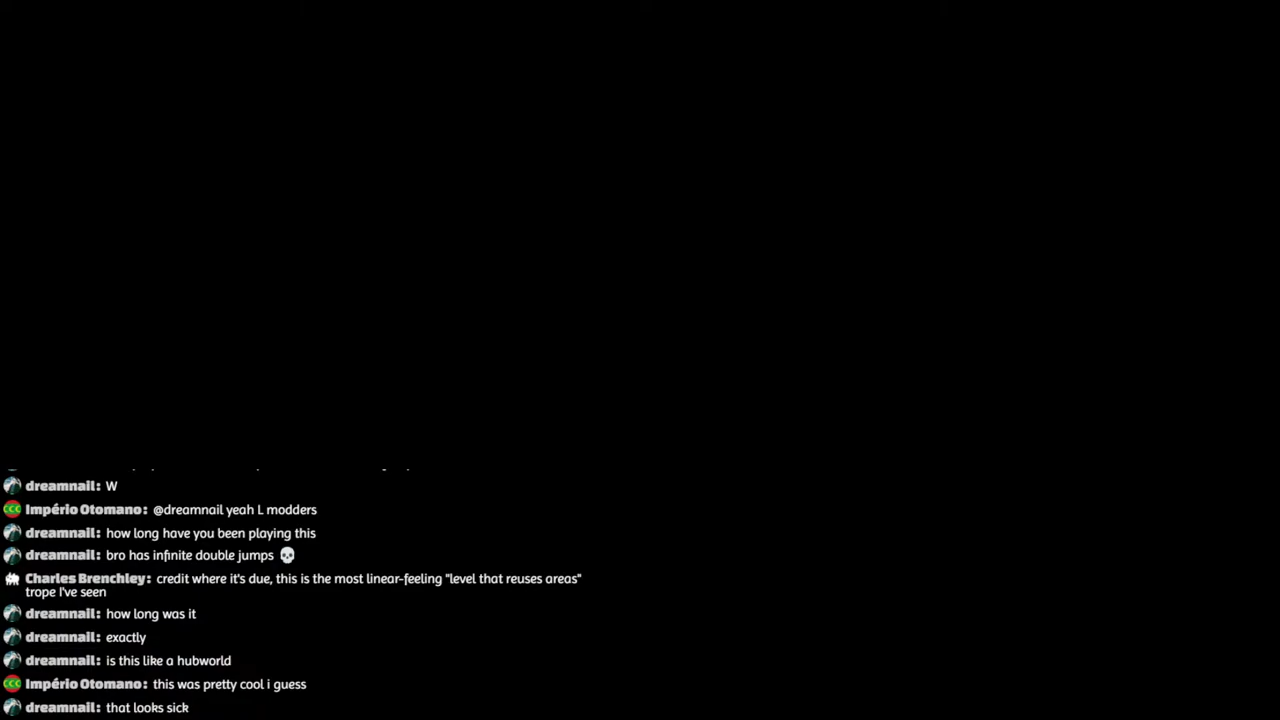 dreamnail: W
Império Otomano: @dreamnail yeah L modders
dreamnail: how long have you been playing this
dreamnail: bro has infinite double jumps 💀
Charles Brenchley: credit where it's due, this is the most linear-feeling "level that reuses areas"
trope I've seen
dreamnail: how long was it
dreamnail: exactly
dreamnail: is this like a hubworld
Império Otomano: this was pretty cool i guess
dreamnail: that looks sick